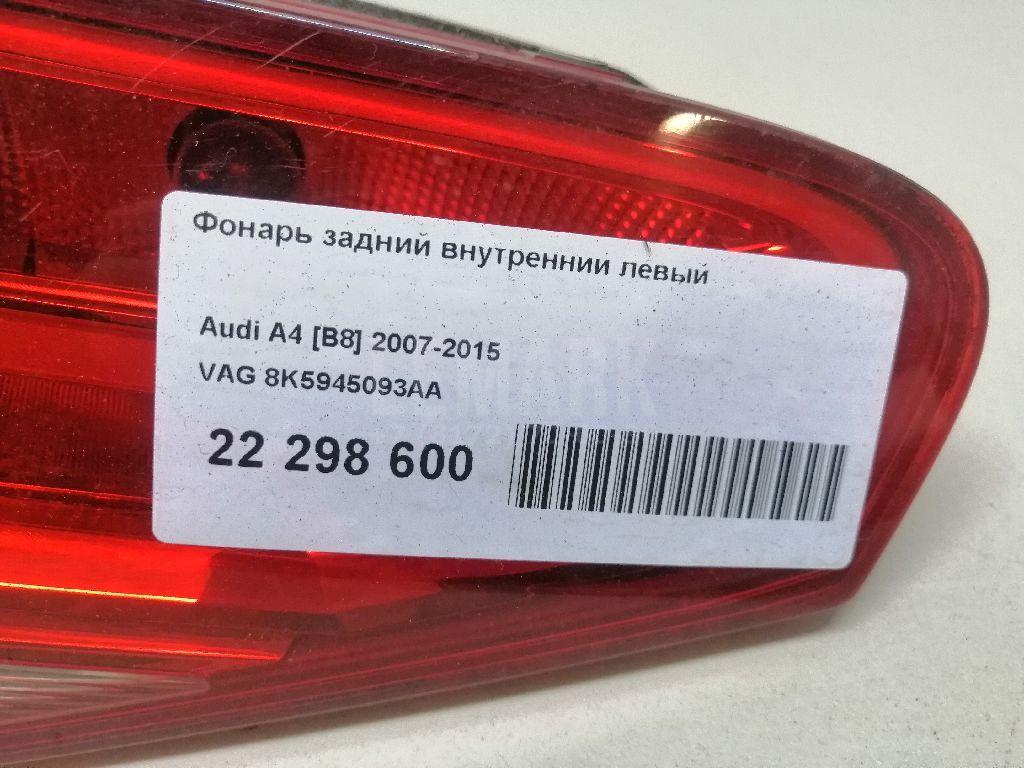 Фонарь задний внутренний левый
Audi A4 [B8] 2007-2015
VAG 8K5945093AA
22 298 600